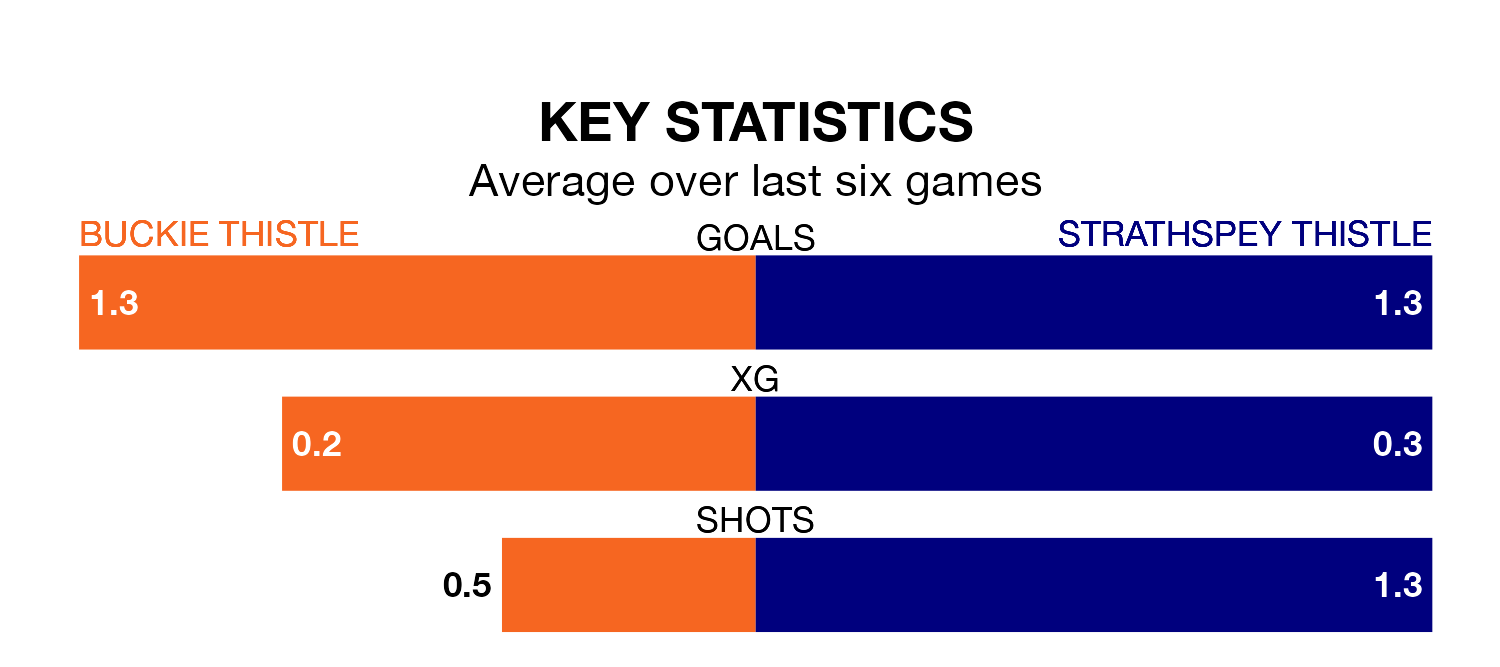 KEY STATISTICS
Average over last six games
BUCKIE THISTLE GOALS STRATHSPEY THISTLE
1.3 1.3
XG
0.2 0.3
SHOTS
0.5 1.3